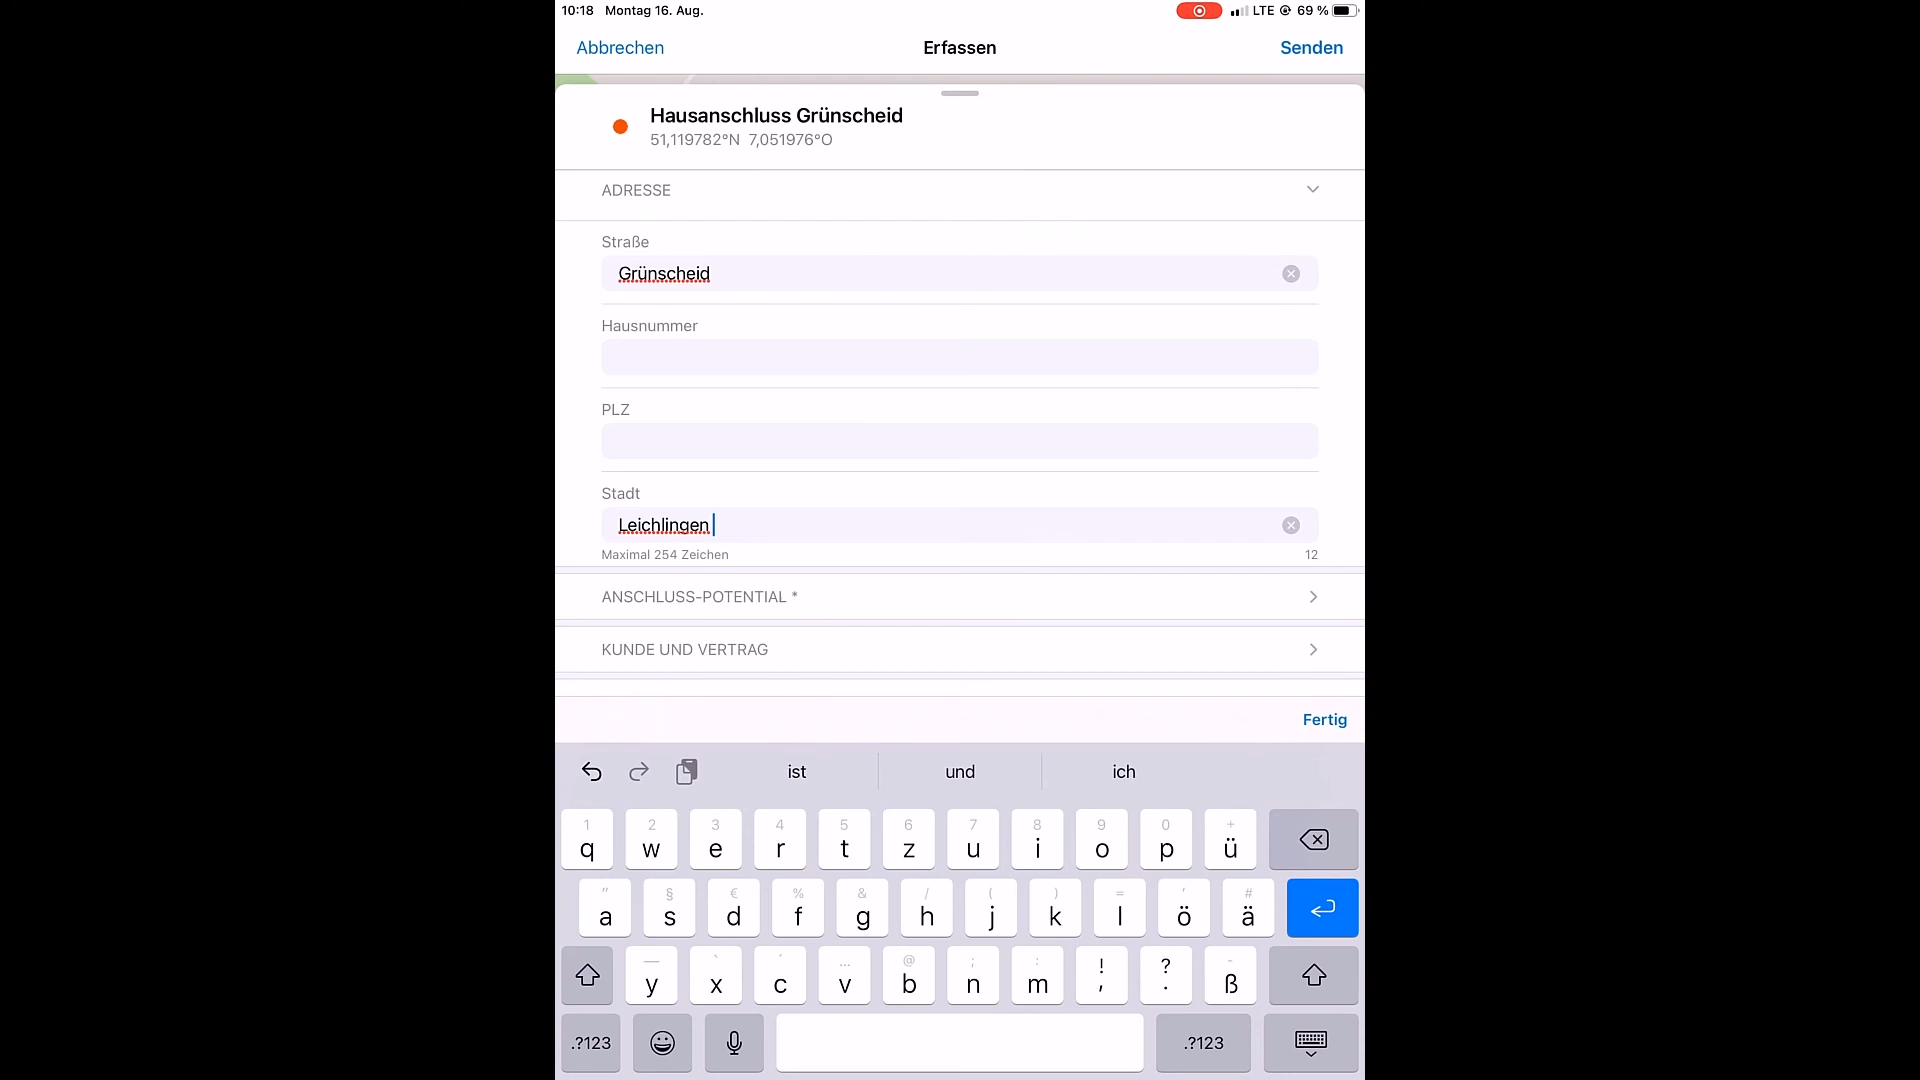 10:18 Montag 16. Aug. LTE 69 %
Abbrechen Erfassen Senden
Hausanschluss Grünscheid
51,119782°N 7,051976°O
ADRESSE
Straße
Grünscheid
Hausnummer
PLZ
Stadt
Leichlingen
Maximal 254 Zeichen 12
ANSCHLUSS-POTENTIAL *
KUNDE UND VERTRAG
Fertig
ist und ich
1 2 3 4 5 6 7 8 9 0 +
q w e r t z u i o p ü
" § € % & / ( ) = ' #
a s d f g h j k l ö ä
— ` ´ ... @ ; : ! ? -
y x c v b n m , . ß
.?123 .?123